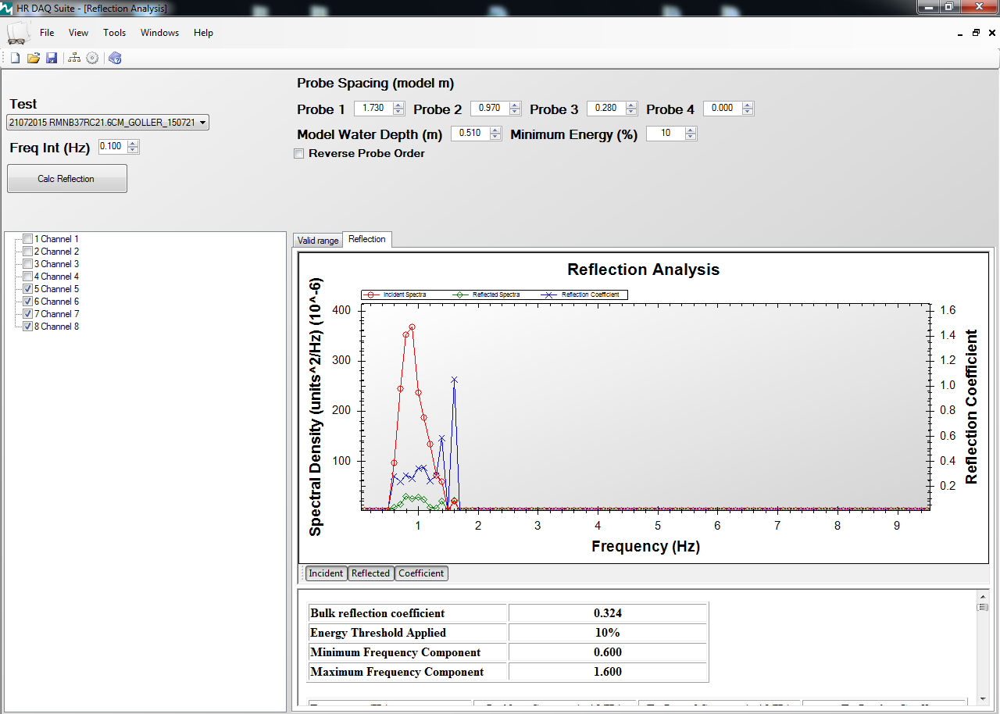 HR DAQ Suite - [Reflection Analysis]
File View Tools Windows Help
Probe Spacing (model m)
Test
Probe 1 1.730 Probe 2 0.970 Probe 3 0.280 Probe 4 0.000
21072015 RMNB37RC21.6CM_GOLLER_150721
Model Water Depth (m) 0.510 Minimum Energy (%) 10
Freq Int (Hz) 0.100
Reverse Probe Order
Calc Reflection
1 Channel 1
2 Channel 2
3 Channel 3
4 Channel 4
5 Channel 5
6 Channel 6
7 Channel 7
8 Channel 8
Valid range Reflection
Reflection Analysis
Incident Spectra Reflected Spectra Reflection Coefficient
Spectral Density (units^2/Hz) (10^-6)
400
300
200
100
1.6
1.4
1.2
1.0
0.8
0.6
0.4
0.2
Reflection Coefficient
1 2 3 4 5 6 7 8 9
Frequency (Hz)
Incident Reflected Coefficient
Bulk reflection coefficient 0.324
Energy Threshold Applied 10%
Minimum Frequency Component 0.600
Maximum Frequency Component 1.600